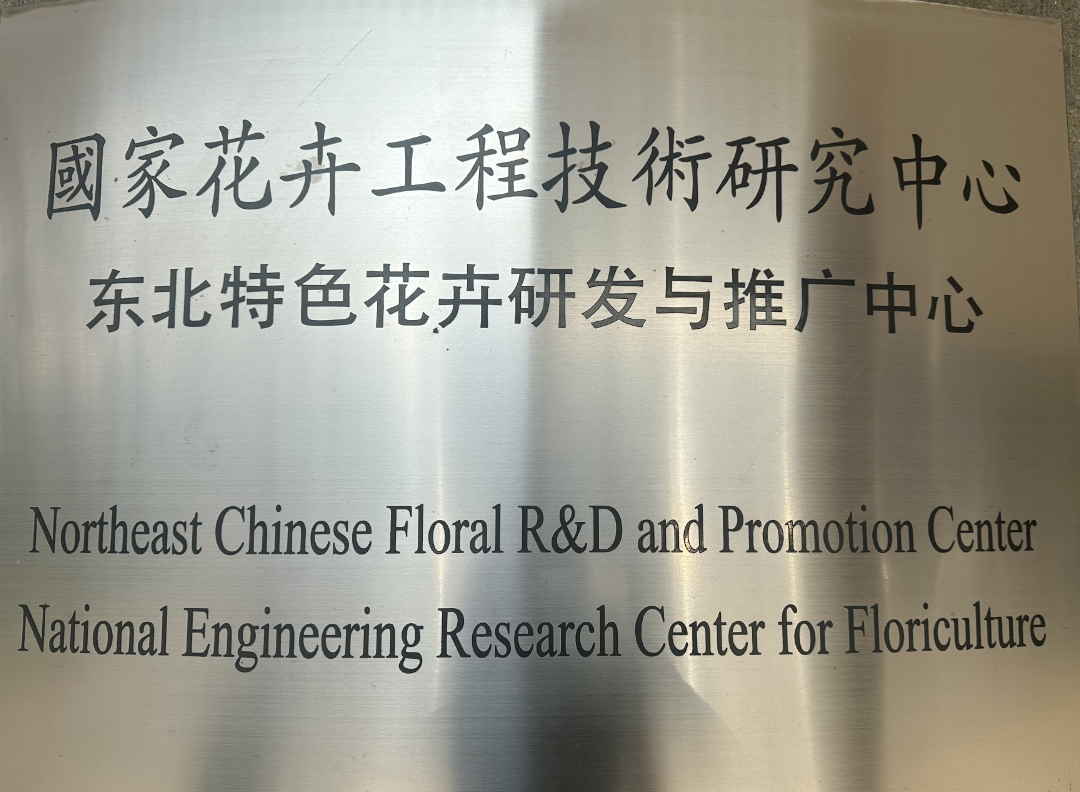 國家花卉工程技術研究中心
东北特色花卉研发与推广中心
Northeast Chinese Floral R&D and Promotion Center
National Engineering Research Center for Floriculture